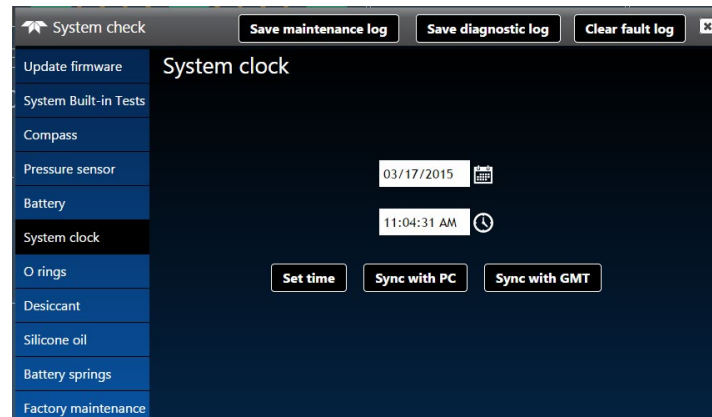 System check
Save maintenance log
Save diagnostic log
Clear fault log
Update firmware
System Built-in Tests
Compass
Pressure sensor
Battery
System clock
O rings
Desiccant
Silicone oil
Battery springs
Factory maintenance
System clock
03/17/2015
11:04:31 AM
Set time
Sync with PC
Sync with GMT